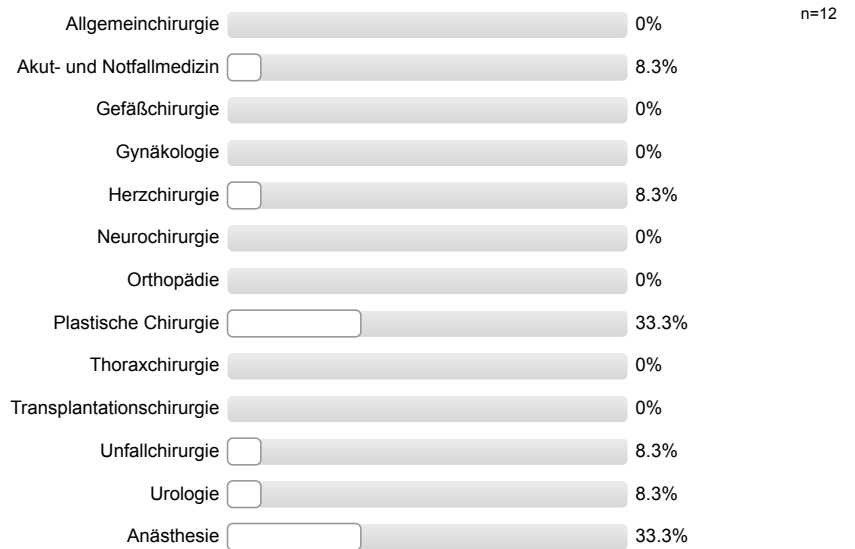 n=12
Allgemeinchirurgie 0%
Akut- und Notfallmedizin 8.3%
Gefäßchirurgie 0%
Gynäkologie 0%
Herzchirurgie 8.3%
Neurochirurgie 0%
Orthopädie 0%
Plastische Chirurgie 33.3%
Thoraxchirurgie 0%
Transplantationschirurgie 0%
Unfallchirurgie 8.3%
Urologie 8.3%
Anästhesie 33.3%